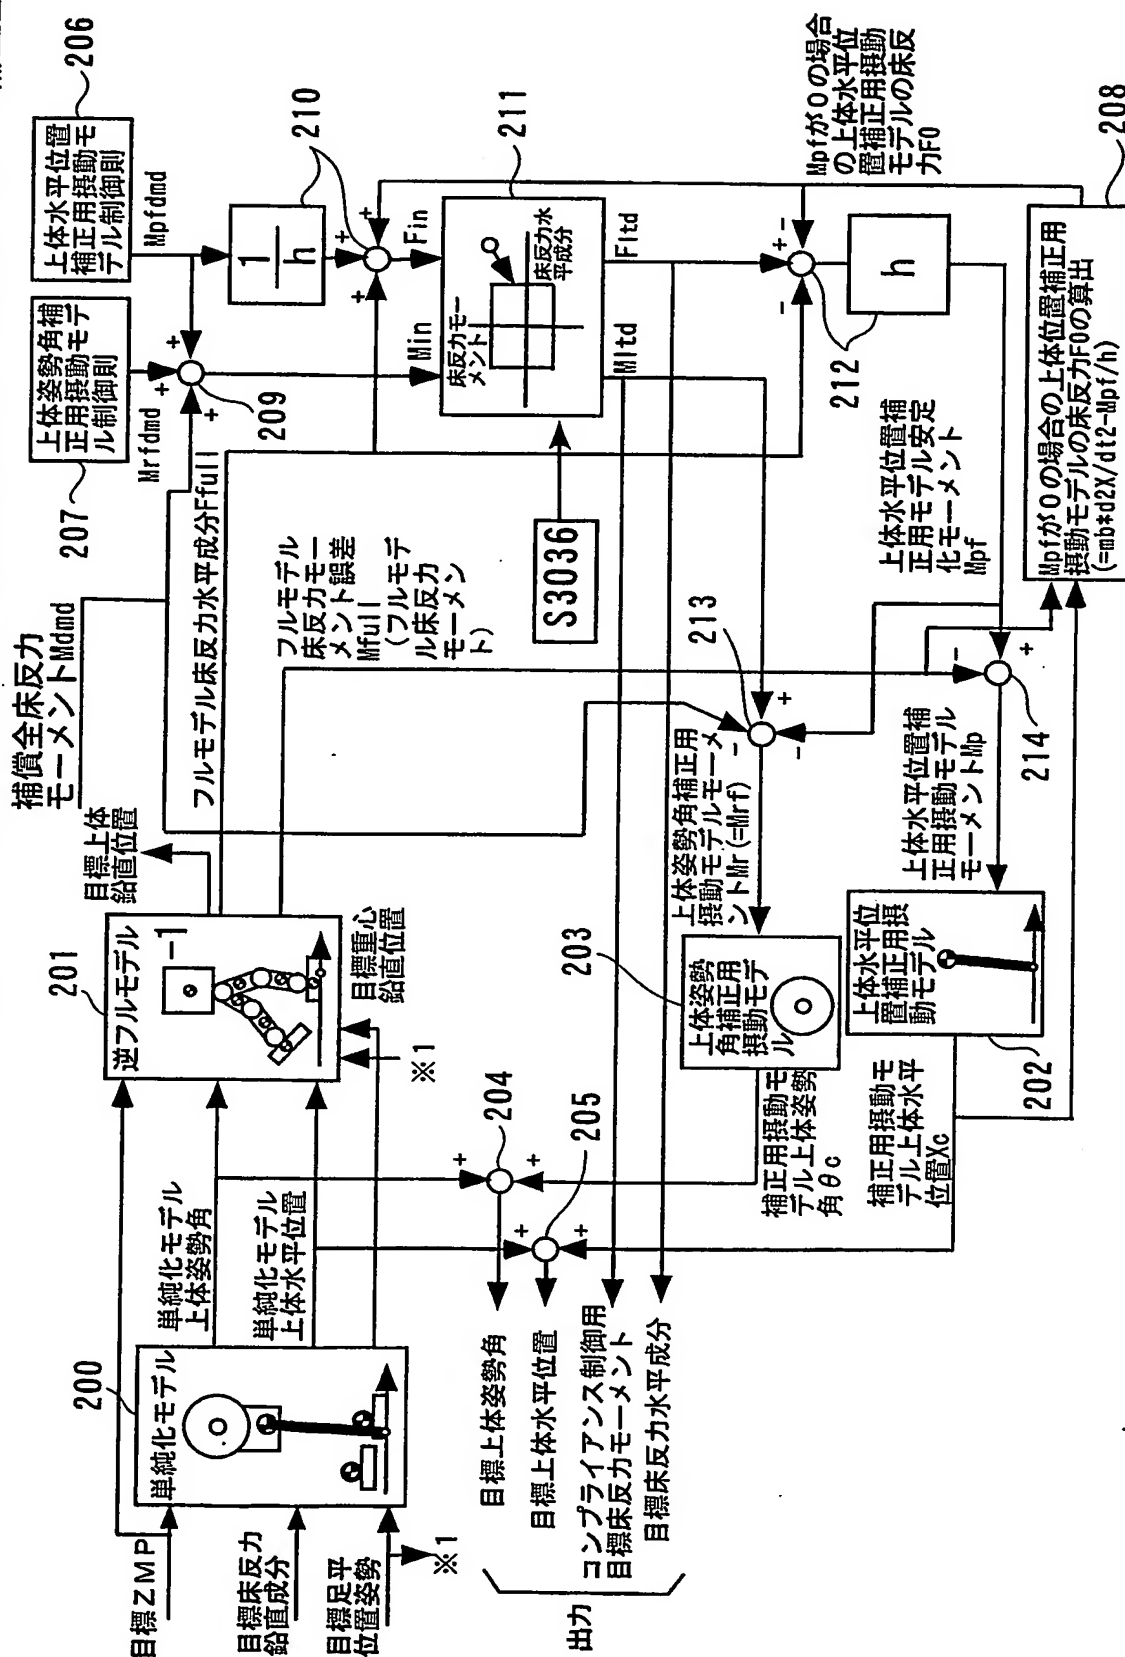 補償全床反力
モーメントMdmd
207
上体姿勢角補
正用摂動モデ
ル制御則
206
上体水平位置
補正用摂動モ
デル制御則
Mrfdmd
Mpfdmd
+
+
+
209
1
h
210
+
+
+
Min
Fin
211
床反力モー
メント
床反力水
平成分
Mltd
Fltd
S3036
フルモデル床反力水平成分Ffull
フルモデル
床反力モー
メント誤差
Mfull
(フルモデ
ル床反力
モーメン
ト)
+
-
-
212
h
Mpfが0の場合
の上体水平位
置補正用摂動
モデルの床反
力F0
208
Mpfが0の場合の上体位置補正用
摂動モデルの床反力F0の算出
(=mb*d2X/dt2-Mpf/h)
上体水平位置補
正用モデル安定
化モーメント
Mpf
213
+
-
-
214
-
+
上体姿勢角補正用
摂動モデルモーメ
ントMr(=Mrf)
上体水平位置補
正用摂動モデル
モーメントMp
目標上体
鉛直位置
201
逆フルモデル
-1
目標重心
鉛直位置
※1
203
上体姿勢
角補正用
摂動モデ
ル
上体水平位
置補正用摂
動モデル
202
補正用摂動モ
デル上体姿勢
角θc
補正用摂動モ
デル上体水平
位置Xc
204
+
+
205
+
+
単純化モデル
上体姿勢角
単純化モデル
上体水平位置
200
単純化モデル
目標ZMP
目標床反力
鉛直成分
目標足平
位置姿勢
※1
出力
目標上体姿勢角
目標上体水平位置
コンプライアンス制御用
目標床反力モーメント
目標床反力水平成分